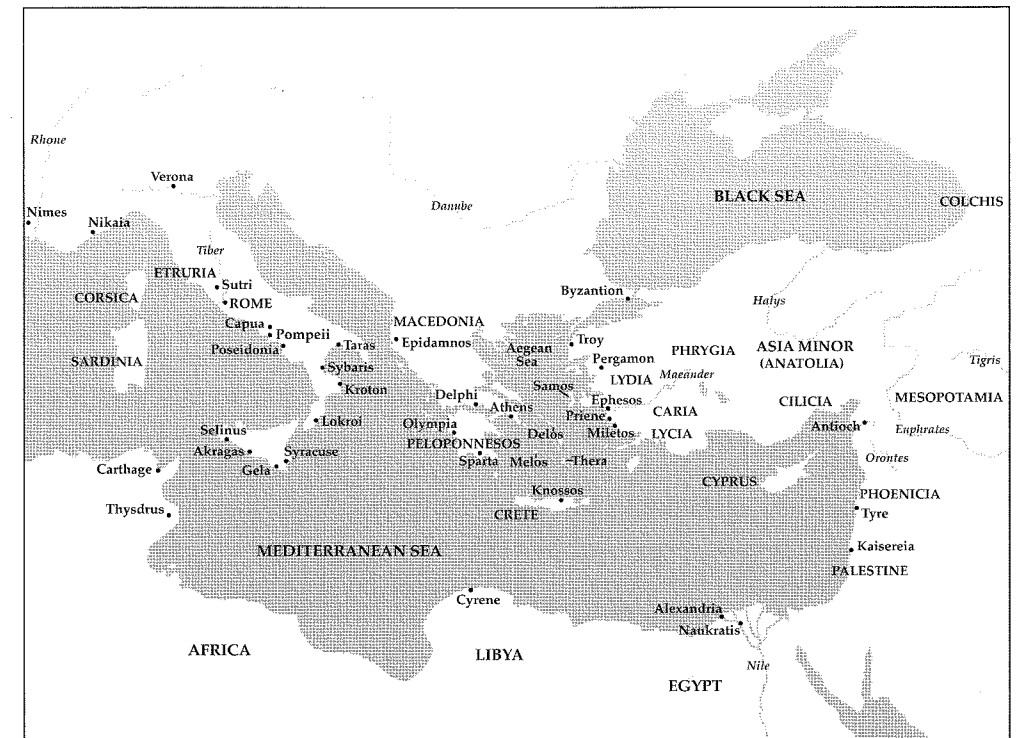 Rhone
Verona
Danube
BLACK SEA
COLCHIS
Nimes
Nikaia
Tiber
ETRURIA
Sutri
CORSICA
ROME
Byzantion
Halys
Capua
Pompeii
Poseidonia
MACEDONIA
Epidamnos
Taras
Aegean
Sea
Troy
Pergamon
PHRYGIA
ASIA MINOR
(ANATOLIA)
Tigris
SARDINIA
Sybaris
Kroton
LYDIA
Maeander
Samos
Delphi
Athens
Ephesos
CARIA
CILICIA
MESOPOTAMIA
Lokroi
Olympia
Priene
Miletos
LYCIA
Antioch
Euphrates
Selinus
Akragas
Syracuse
Gela
PELOPONNESOS
Delos
Sparta
Melos
Thera
Orontes
Carthage
CYPRUS
Knossos
CRETE
PHOENICIA
Tyre
Thysdrus
MEDITERRANEAN SEA
Kaisereia
PALESTINE
Cyrene
Alexandria
Naukratis
AFRICA
LIBYA
Nile
EGYPT